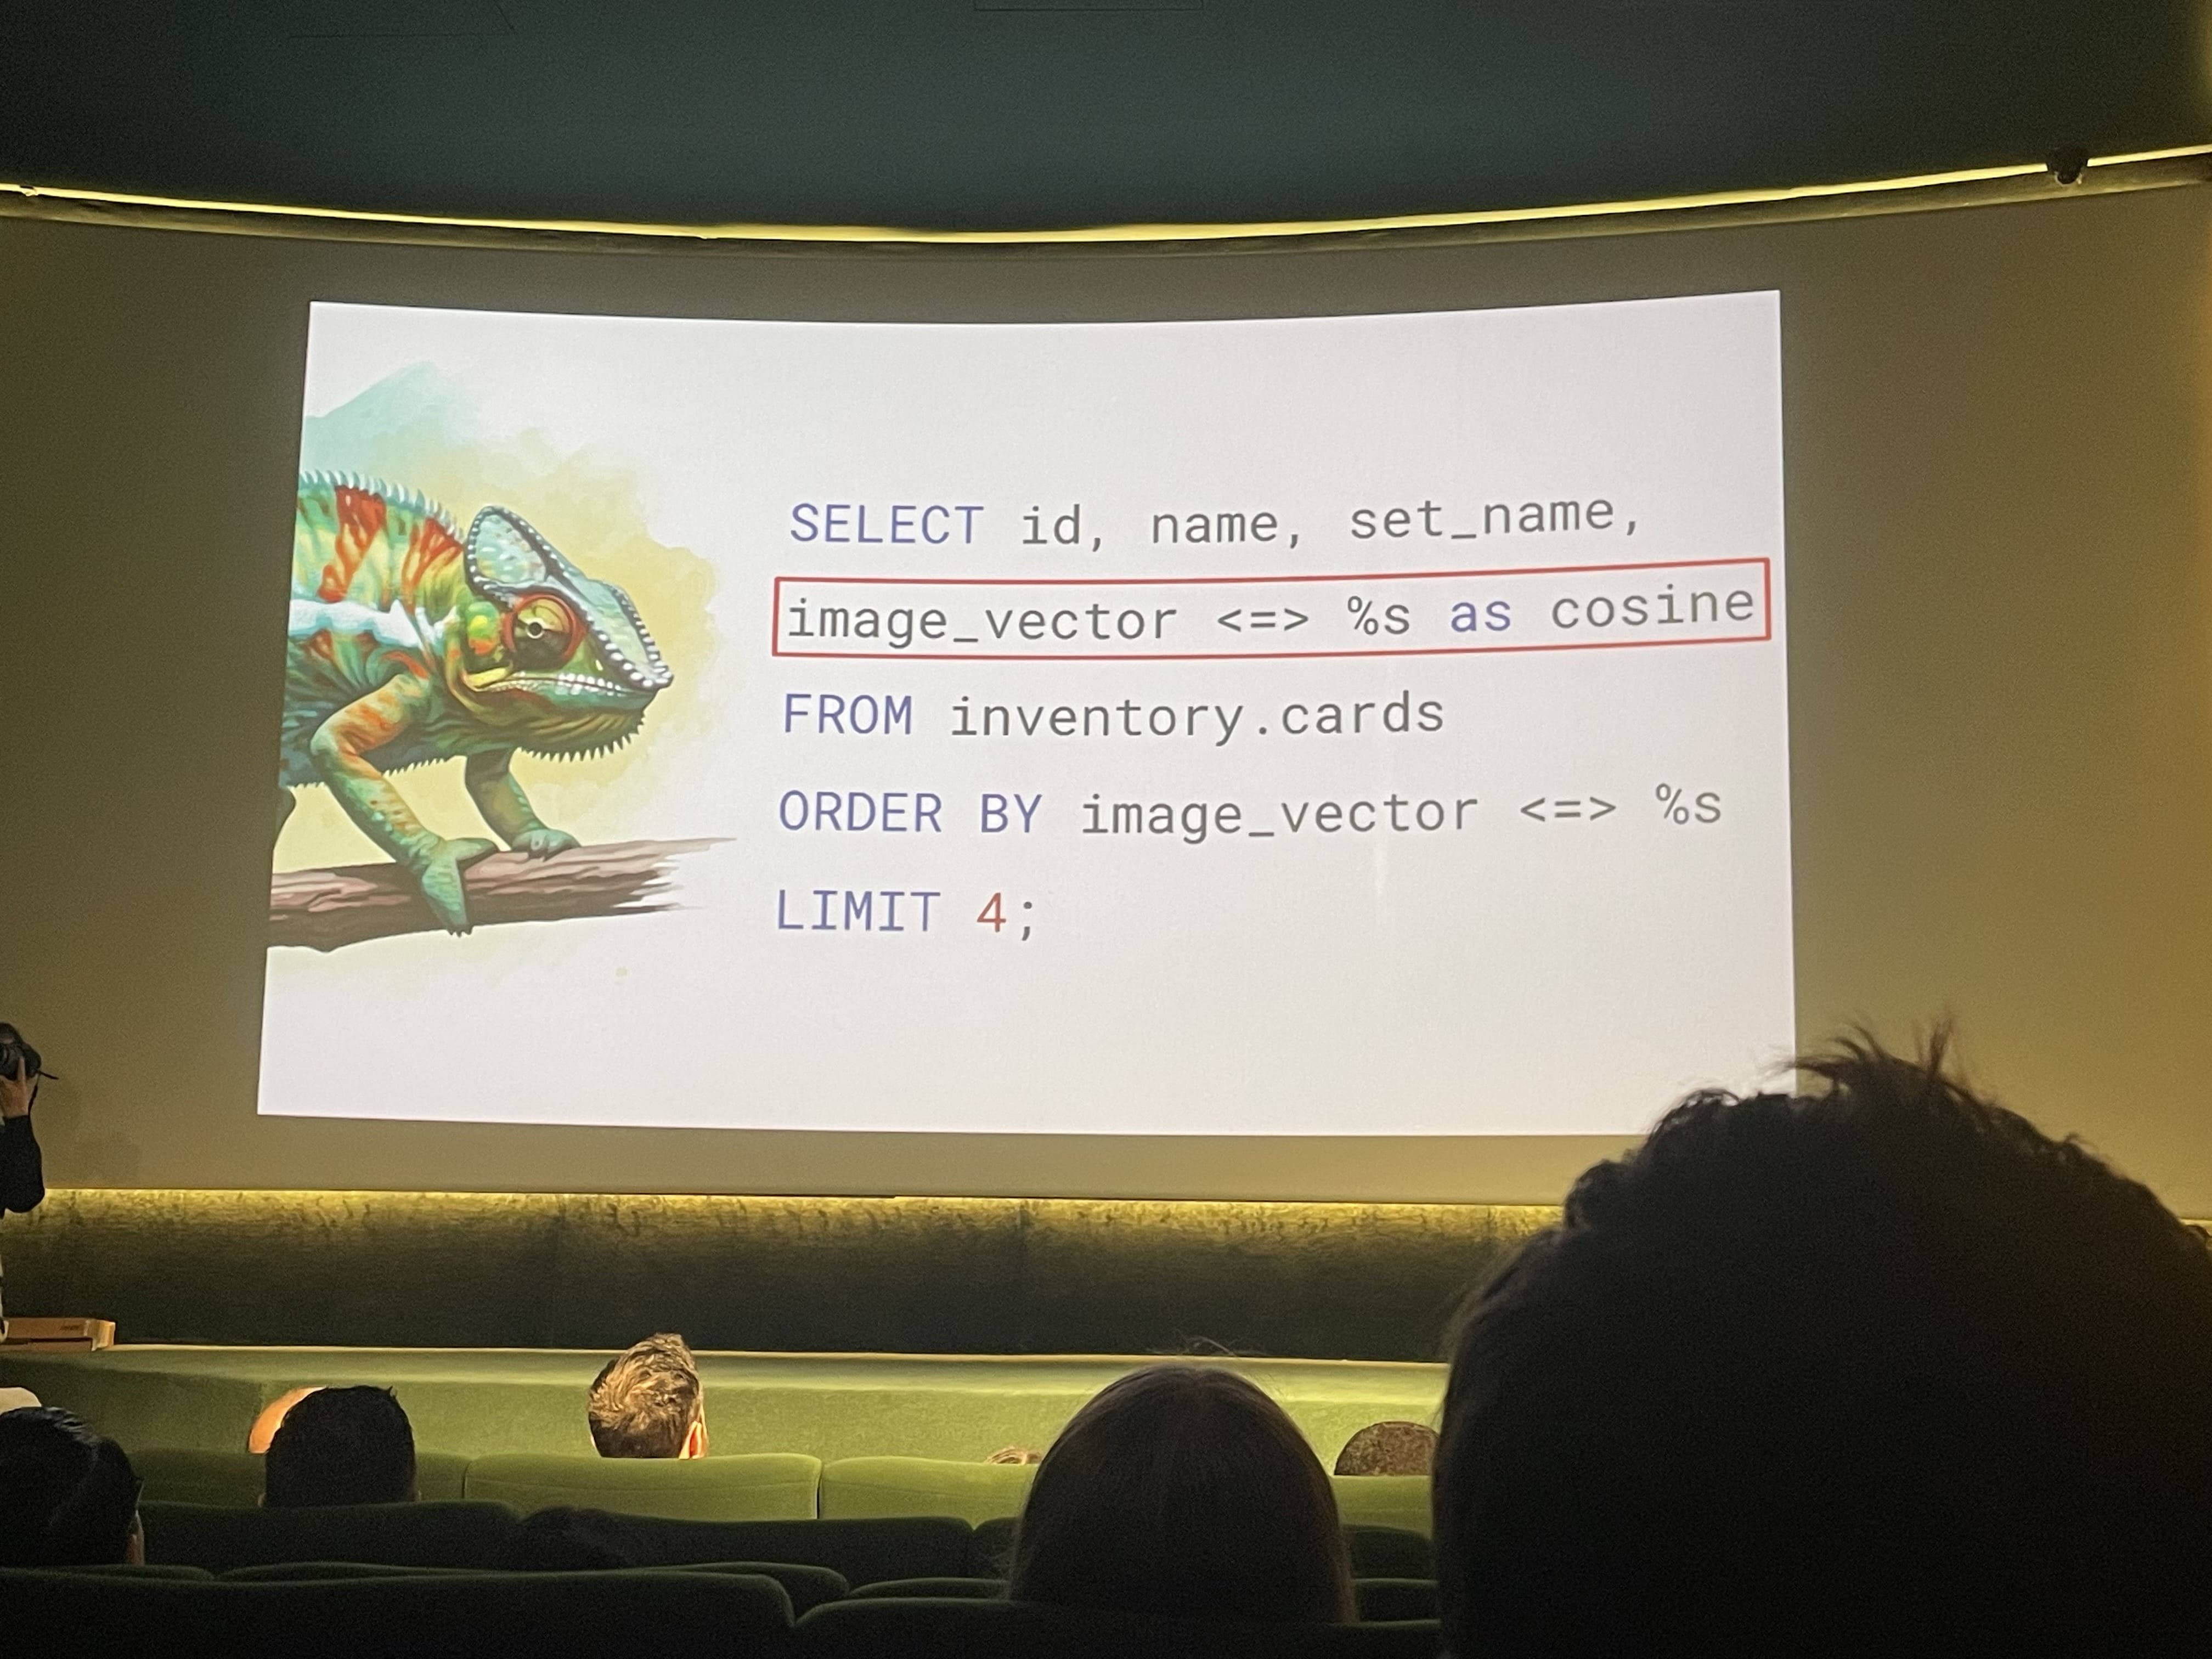 SELECT id, name, set_name,
image_vector <=> %s as cosine
FROM inventory.cards
ORDER BY image_vector <=> %s
LIMIT 4;